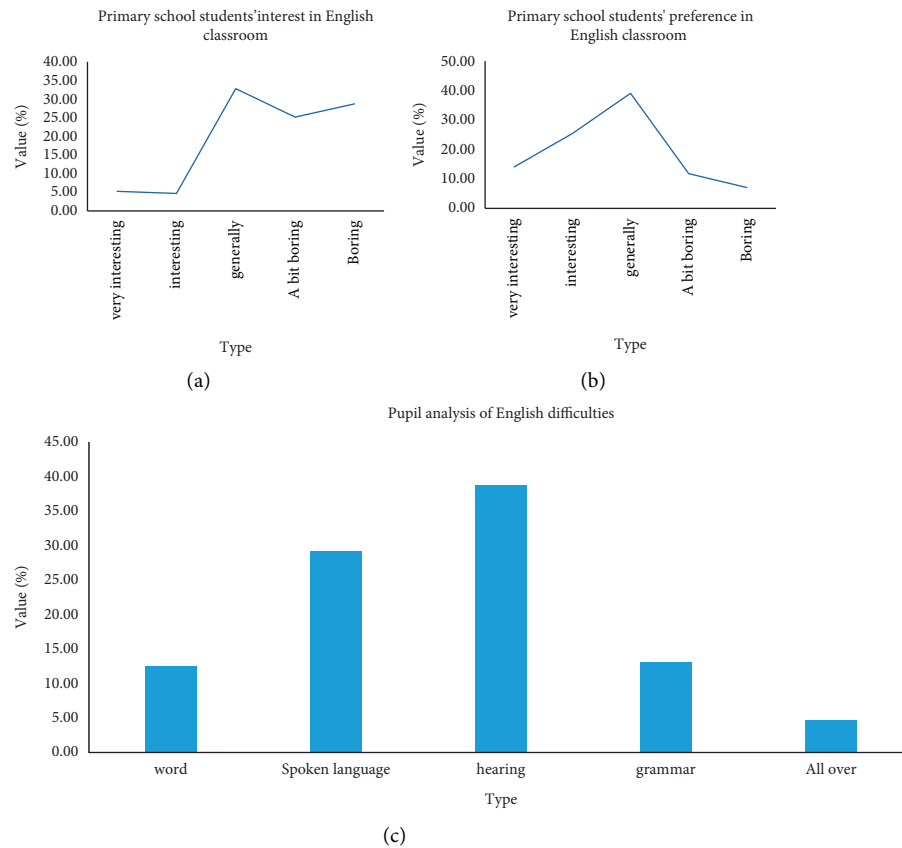 Primary school students'interest in English
classroom
40.00
35.00
30.00
25.00
20.00
15.00
10.00
5.00
0.00
Value (%)
very interesting
interesting
generally
A bit boring
Boring
Type
(a)
Primary school students' preference in
English classroom
50.00
40.00
30.00
20.00
10.00
0.00
Value (%)
very interesting
interesting
generally
A bit boring
Boring
Type
(b)
Pupil analysis of English difficulties
45.00
40.00
35.00
30.00
25.00
20.00
15.00
10.00
5.00
0.00
Value (%)
word
Spoken language
hearing
grammar
All over
Type
(c)